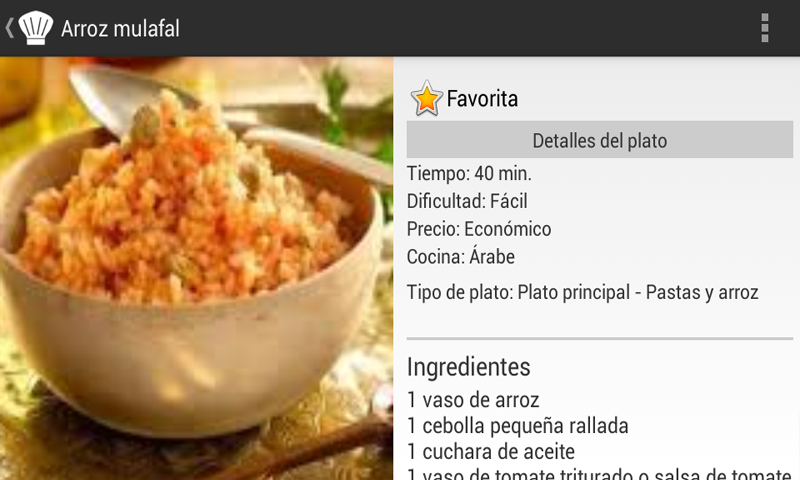 Arroz mulafal
Favorita
Detalles del plato
Tiempo: 40 min.
Dificultad: Fácil
Precio: Económico
Cocina: Árabe
Tipo de plato: Plato principal - Pastas y arroz
Ingredientes
1 vaso de arroz
1 cebolla pequeña rallada
1 cuchara de aceite
1 vaso de tomate triturado o salsa de tomate